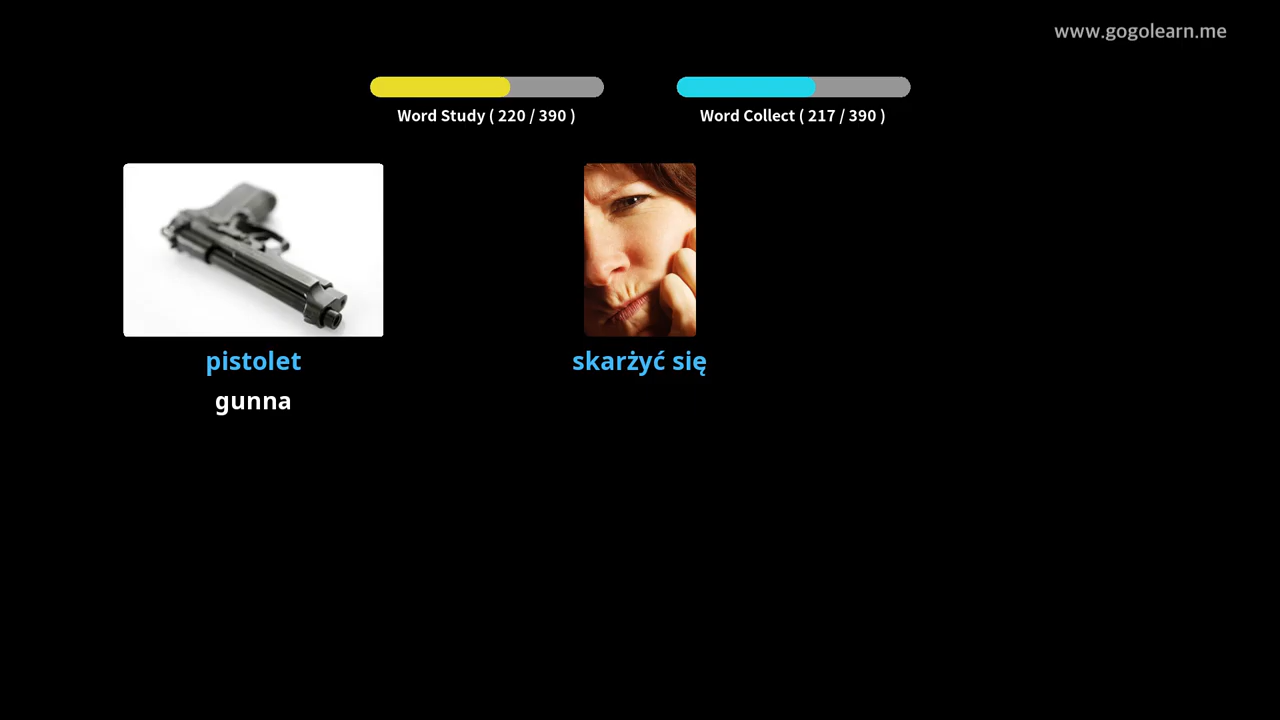 www.gogolearn.me
Word Study ( 220 / 390 )
Word Collect ( 217 / 390 )
pistolet
skarżyć się
gunna